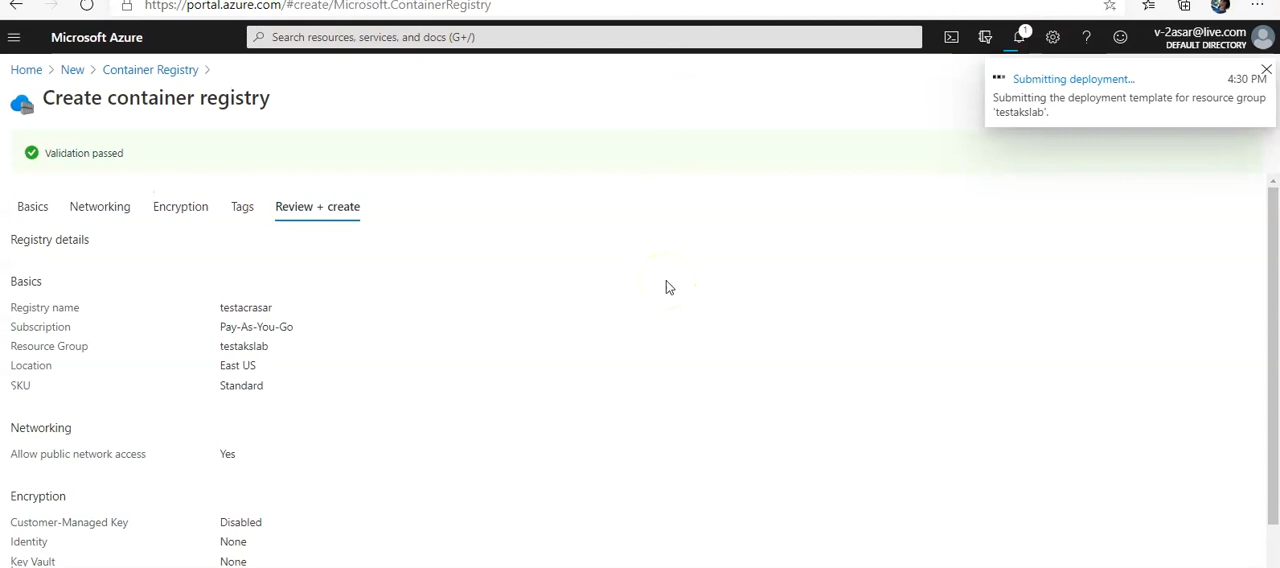 https://portal.azure.com/#create/Microsoft.ContainerRegistry
Microsoft Azure
Search resources, services, and docs (G+/)
1
v-2asar@live.com
DEFAULT DIRECTORY
Home > New > Container Registry >
Create container registry
Submitting deployment...
4:30 PM
Submitting the deployment template for resource group
'testakslab'.
Validation passed
Basics Networking Encryption Tags Review + create
Registry details
Basics
Registry name testacrasar
Subscription Pay-As-You-Go
Resource Group testakslab
Location East US
SKU Standard
Networking
Allow public network access Yes
Encryption
Customer-Managed Key Disabled
Identity None
Key Vault None